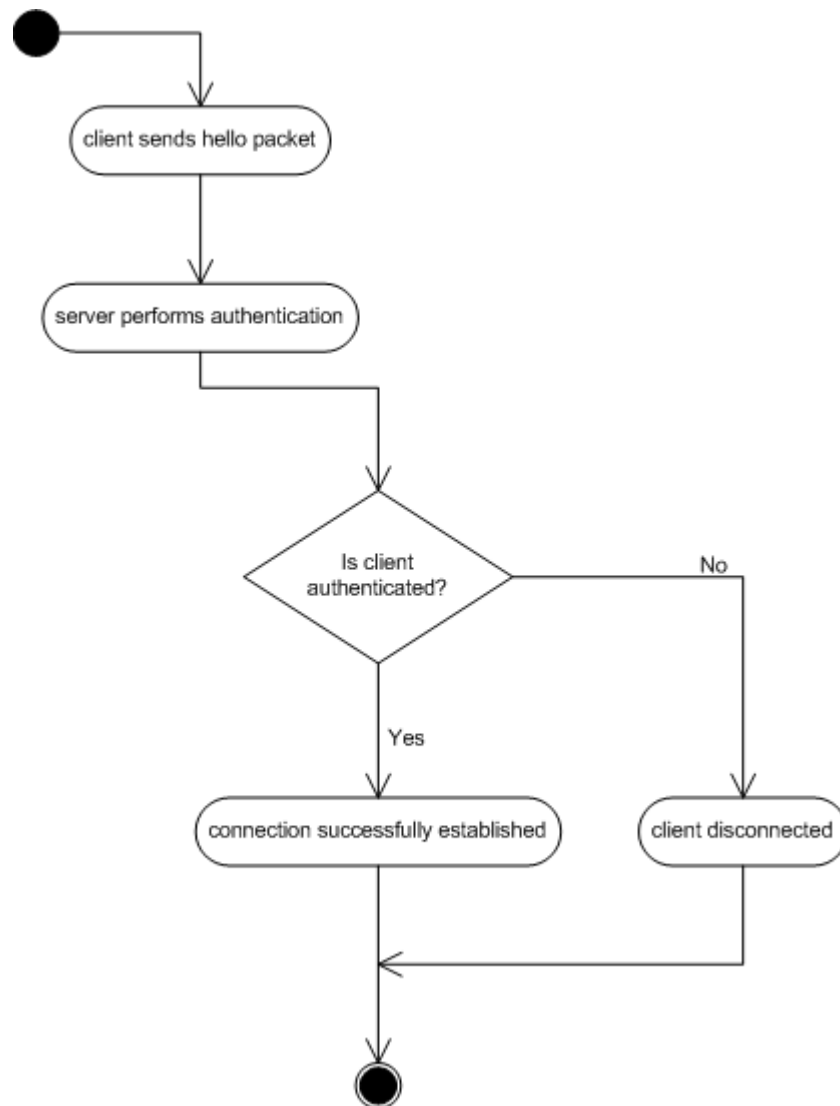 client sends hello packet
server performs authentication
Is client
authenticated?
No
Yes
connection successfully established
client disconnected